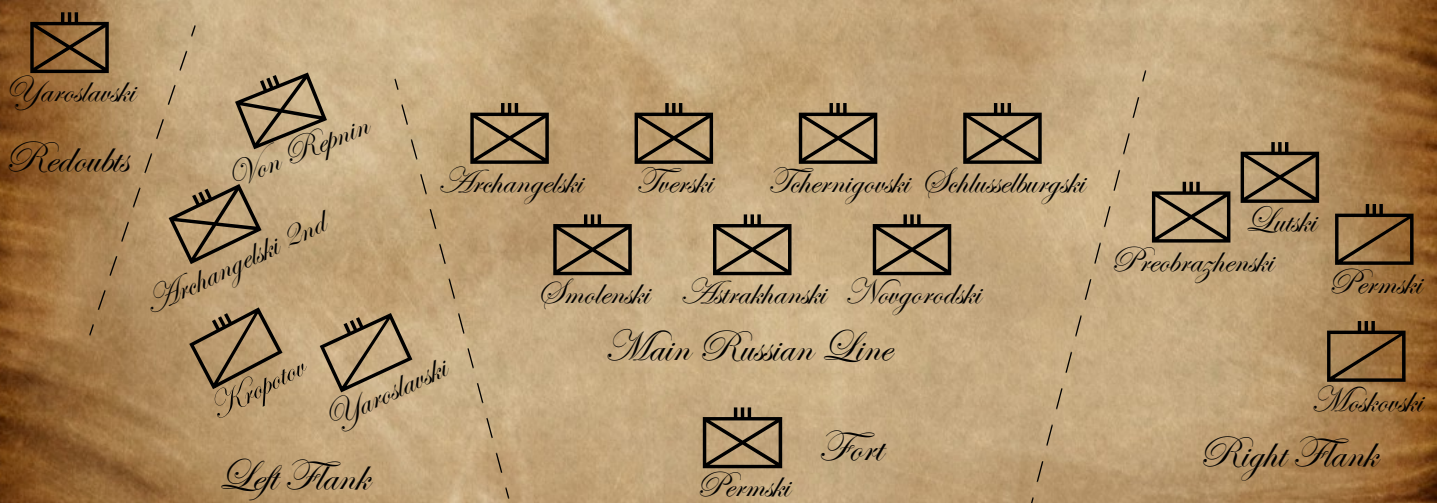 Yaroslavski
Redoubts
Von Repnin
Archangelski 2nd
Kropotov
Yaroslavski
Left Flank
Archangelski
Tverski
Tchernigovski
Schlusselburgski
Smolenski
Astrakhanski
Novgorodski
Main Russian Line
Permski
Fort
Lutski
Preobrazhenski
Permski
Moskovski
Right Flank